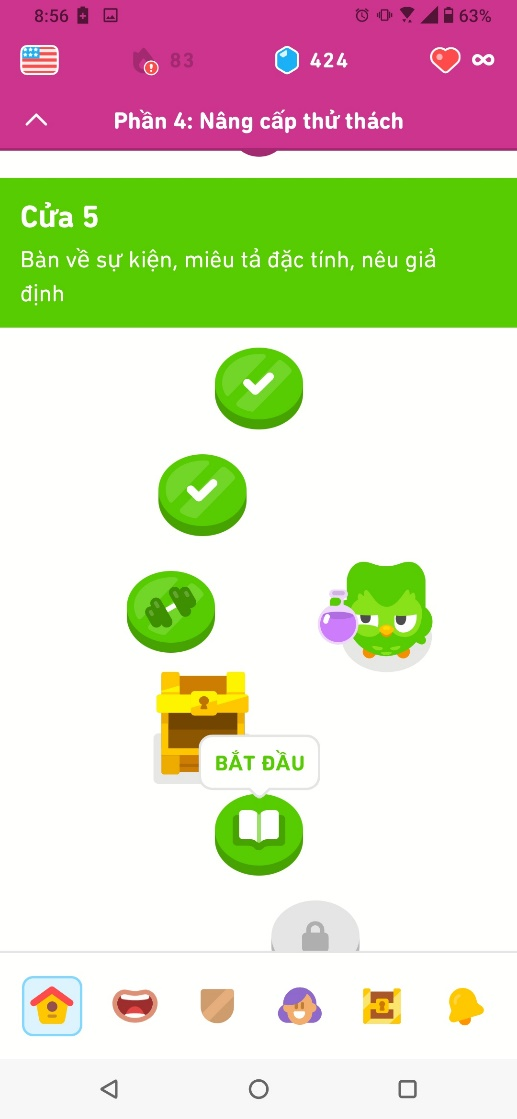 8:56 63%
83 424
Phần 4: Nâng cấp thử thách
Cửa 5
Bàn về sự kiện, miêu tả đặc tính, nêu giả
định
BẮT ĐẦU